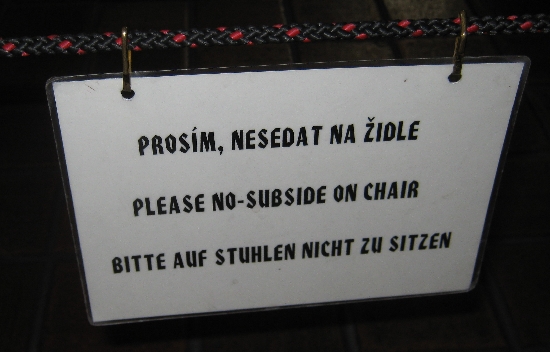 PROSÍM, NESEDAT NA ŽIDLE
PLEASE NO-SUBSIDE ON CHAIR
BITTE AUF STUHLEN NICHT ZU SITZEN